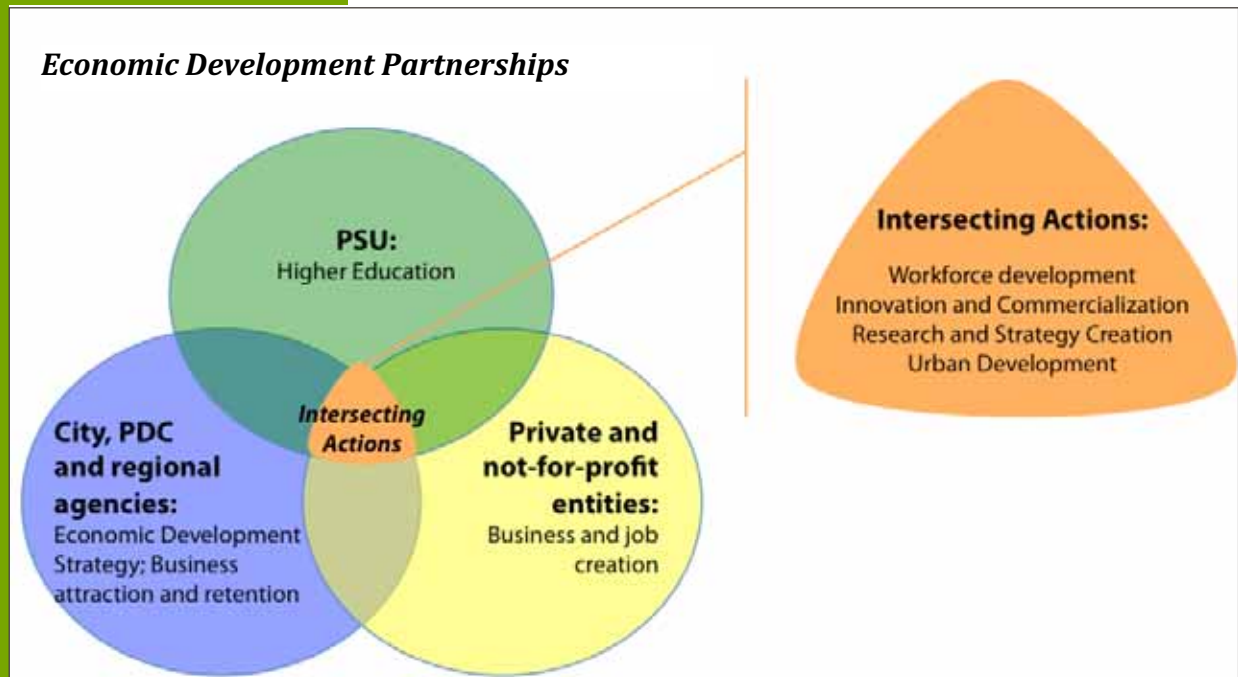 Economic Development Partnerships
PSU:
Higher Education
Intersecting
Actions
City, PDC
and regional
agencies:
Economic Development
Strategy; Business
attraction and retention
Private and
not-for-profit
entities:
Business and job
creation
Intersecting Actions:
Workforce development
Innovation and Commercialization
Research and Strategy Creation
Urban Development